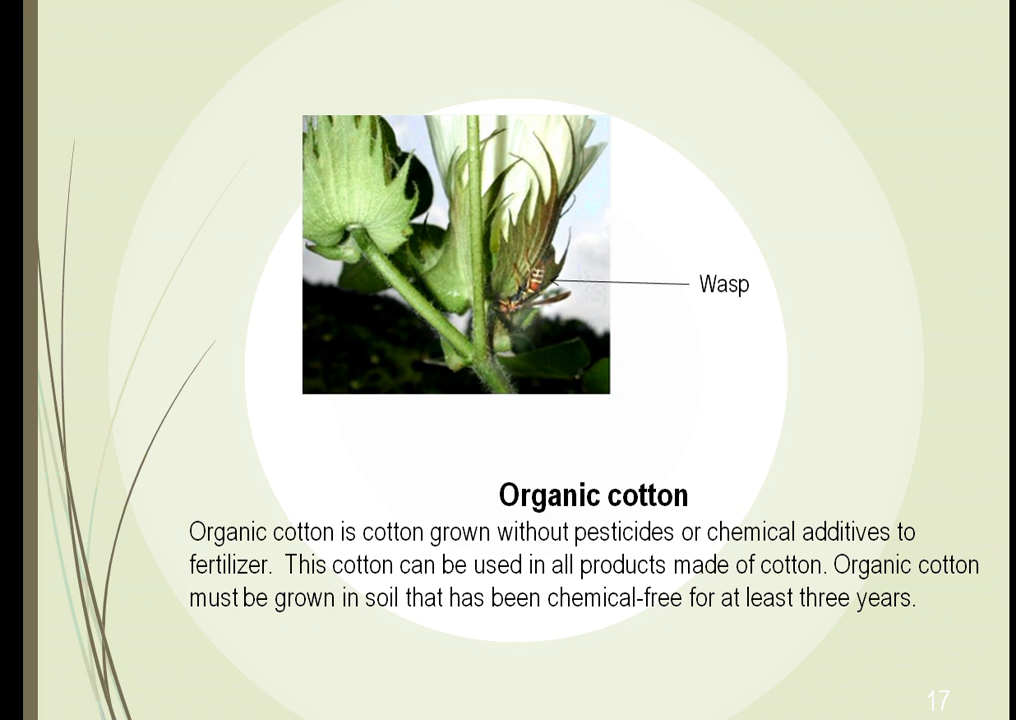 Wasp
Organic cotton
Organic cotton is cotton grown without pesticides or chemical additives to
fertilizer.  This cotton can be used in all products made of cotton. Organic cotton
must be grown in soil that has been chemical-free for at least three years.
17